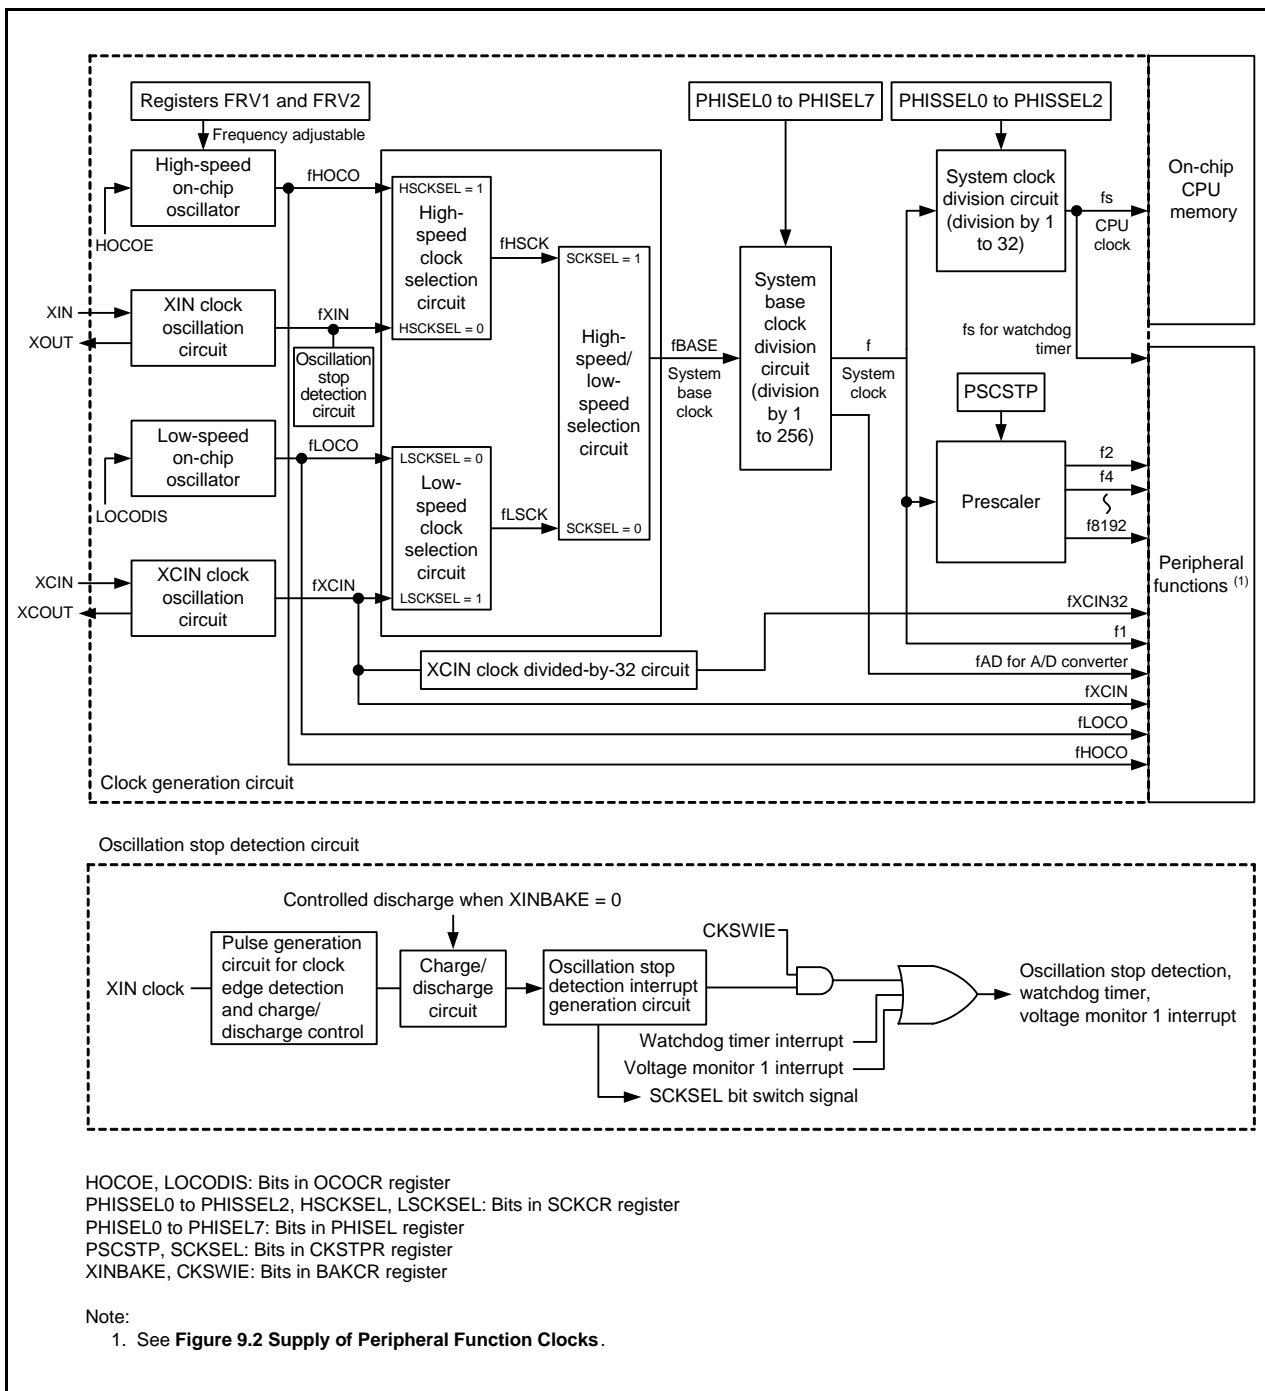 Registers FRV1 and FRV2
PHISEL0 to PHISEL7
PHISSEL0 to PHISSEL2
Frequency adjustable
High-speed
on-chip
oscillator
HOCOE
fHOCO
HSCKSEL = 1
High-
speed
clock
selection
circuit
HSCKSEL = 0
fHSCK
XIN
XOUT
XIN clock
oscillation
circuit
fXIN
Oscillation
stop
detection
circuit
SCKSEL = 1
High-
speed/
low-
speed
selection
circuit
SCKSEL = 0
fBASE
System
base
clock
System
base
clock
division
circuit
(division
by 1
to 256)
f
System
clock
System clock
division circuit
(division by 1
to 32)
fs
CPU
clock
On-chip
CPU
memory
fs for watchdog
timer
PSCSTP
Prescaler
f2
f4
f8192
Low-speed
on-chip
oscillator
LOCODIS
fLOCO
LSCKSEL = 0
Low-
speed
clock
selection
circuit
LSCKSEL = 1
fLSCK
XCIN
XCOUT
XCIN clock
oscillation
circuit
fXCIN
XCIN clock divided-by-32 circuit
Peripheral
functions (1)
fXCIN32
f1
fAD for A/D converter
fXCIN
fLOCO
fHOCO
Clock generation circuit
Oscillation stop detection circuit
Controlled discharge when XINBAKE = 0
XIN clock
Pulse generation
circuit for clock
edge detection
and charge/
discharge control
Charge/
discharge
circuit
Oscillation stop
detection interrupt
generation circuit
CKSWIE
Watchdog timer interrupt
Voltage monitor 1 interrupt
SCKSEL bit switch signal
Oscillation stop detection,
watchdog timer,
voltage monitor 1 interrupt
HOCOE, LOCODIS: Bits in OCOCR register
PHISSEL0 to PHISSEL2, HSCKSEL, LSCKSEL: Bits in SCKCR register
PHISEL0 to PHISEL7: Bits in PHISEL register
PSCSTP, SCKSEL: Bits in CKSTPR register
XINBAKE, CKSWIE: Bits in BAKCR register
Note:
1. See Figure 9.2 Supply of Peripheral Function Clocks.